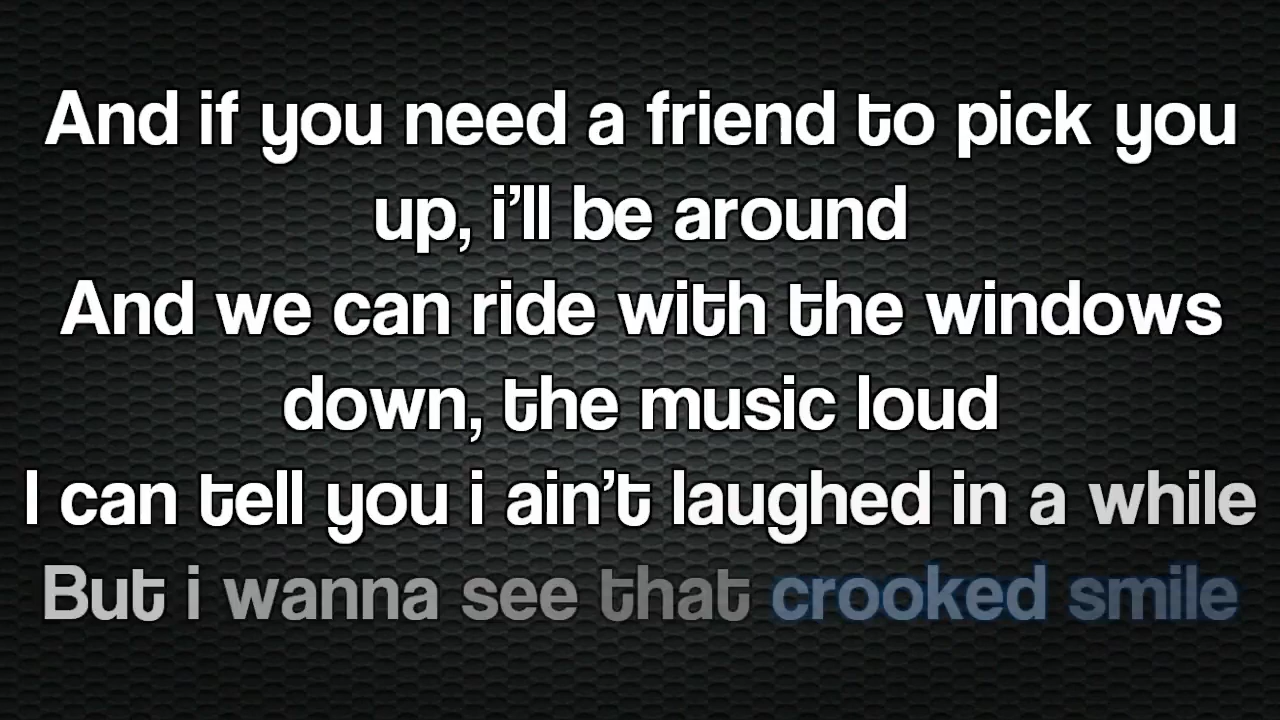 And if you need a friend to pick you
up, i'll be around
And we can ride with the windows
down, the music loud
I can tell you i ain't laughed in a while
But i wanna see that crooked smile